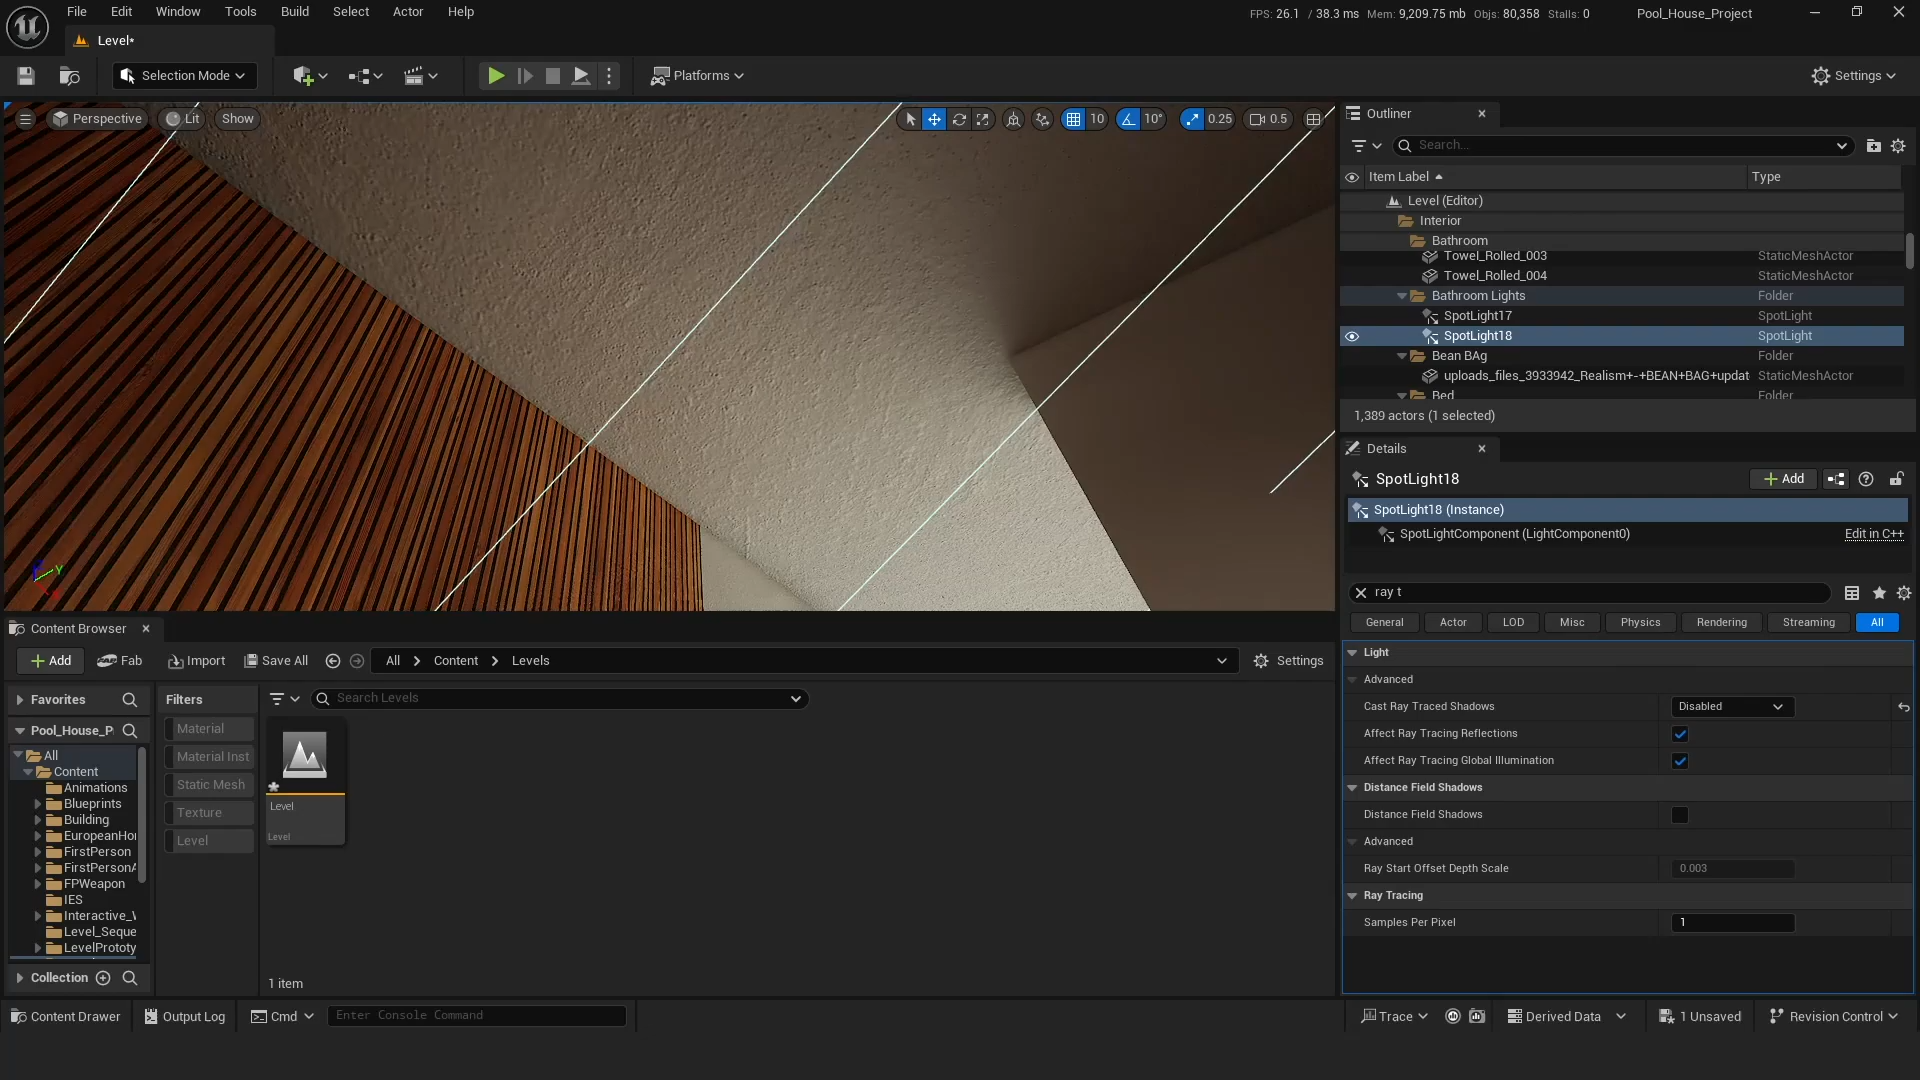 File Edit Window Tools Build Select Actor Help
FPS: 26.1 / 38.3 ms Mem: 9,209.75 mb Objs: 80,358 Stalls: 0
Pool_House_Project
Level*
Selection Mode
Platforms
Settings
Perspective
Lit
Show
10
10°
0.25
0.5
Outliner
Search...
Item Label
Type
Level (Editor)
Interior
Bathroom
Towel_Rolled_003 StaticMeshActor
Towel_Rolled_004 StaticMeshActor
Bathroom Lights Folder
SpotLight17 SpotLight
SpotLight18 SpotLight
Bean BAg Folder
uploads_files_3933942_Realism+-+BEAN+BAG+updat StaticMeshActor
Bed Folder
1,389 actors (1 selected)
Details
SpotLight18
Add
SpotLight18 (Instance)
SpotLightComponent (LightComponent0) Edit in C++
ray t
General Actor LOD Misc Physics Rendering Streaming All
Light
Advanced
Cast Ray Traced Shadows Disabled
Affect Ray Tracing Reflections
Affect Ray Tracing Global Illumination
Distance Field Shadows
Distance Field Shadows
Advanced
Ray Start Offset Depth Scale 0.003
Ray Tracing
Samples Per Pixel 1
Y
Content Browser
Add Fab Import Save All All Content Levels Settings
Favorites
Pool_House_P
All
Content
Animations
Blueprints
Building
EuropeanHo
FirstPerson
FirstPersonA
FPWeapon
IES
Interactive_W
Level_Seque
LevelPrototy
Collection
Filters
Material
Material Inst
Static Mesh
Texture
Level
Search Levels
Level
Level
1 item
Content Drawer Output Log Cmd Enter Console Command
Trace Derived Data 1 Unsaved Revision Control